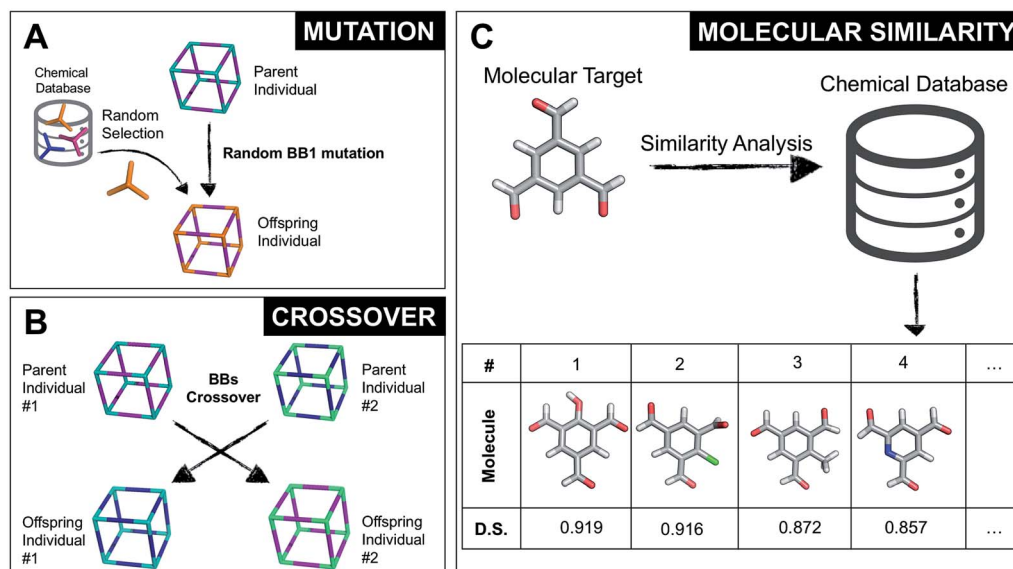 A
MUTATION
Chemical
Database
Random
Selection
Parent
Individual
Random BB1 mutation
Offspring
Individual
B
CROSSOVER
Parent
Individual
#1
BBs
Crossover
Parent
Individual
#2
Offspring
Individual
#1
Offspring
Individual
#2
C
MOLECULAR SIMILARITY
Molecular Target
Similarity Analysis
Chemical Database
# 1 2 3 4 ...
Molecule
D.S. 0.919 0.916 0.872 0.857 ...